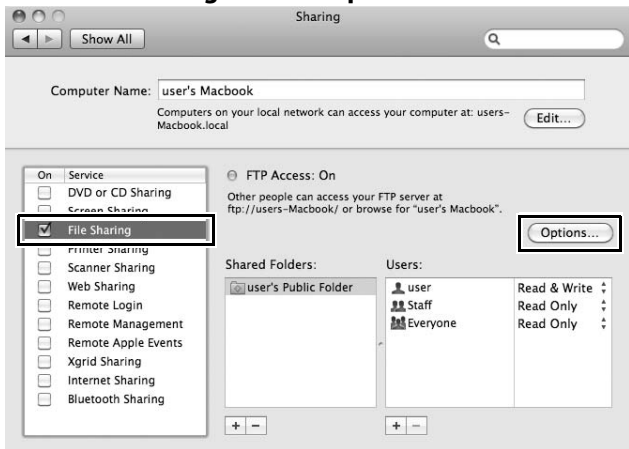 Sharing
Show All
Computer Name: user's Macbook
Computers on your local network can access your computer at: users-
Macbook.local
Edit...
On Service
DVD or CD Sharing
Screen Sharing
File Sharing
Printer Sharing
Scanner Sharing
Web Sharing
Remote Login
Remote Management
Remote Apple Events
Xgrid Sharing
Internet Sharing
Bluetooth Sharing
FTP Access: On
Other people can access your FTP server at
ftp://users-Macbook/ or browse for "user's Macbook".
Options...
Shared Folders:
user's Public Folder
+ −
Users:
user Read & Write
Staff Read Only
Everyone Read Only
+ −